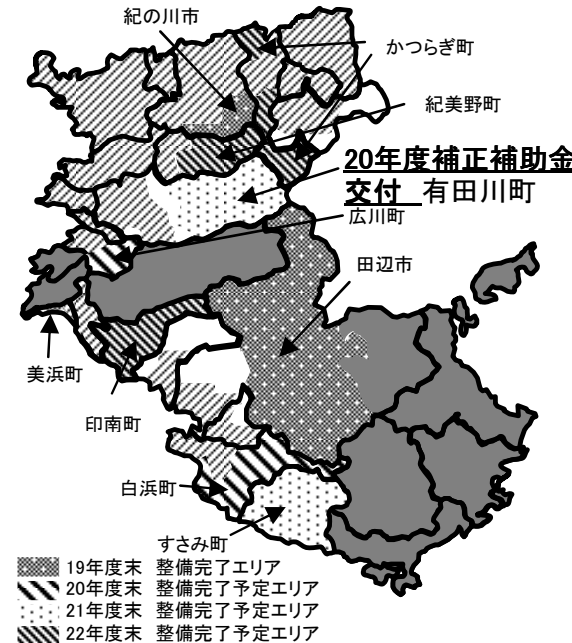 紀の川市
かつらぎ町
紀美野町
20年度補正補助金
交付 有田川町
広川町
田辺市
美浜町
印南町
白浜町
すさみ町
19年度末 整備完了エリア
20年度末 整備完了予定エリア
21年度末 整備完了予定エリア
22年度末 整備完了予定エリア